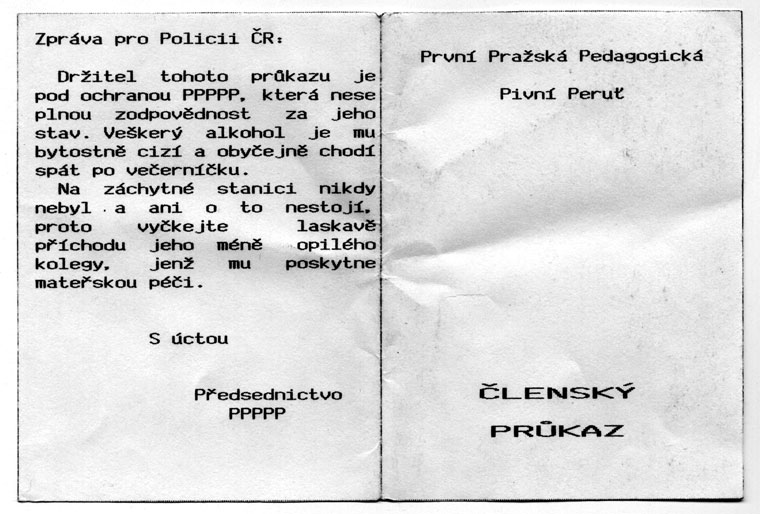 Zpráva pro Policii ČR:
Držitel tohoto průkazu je
pod ochranou PPPPP, která nese
plnou zodpovědnost za jeho
stav. Veškerý alkohol je mu
bytostně cizí a obyčejně chodí
spát po večerníčku.
Na záchytné stanici nikdy
nebyl a ani o to nestojí,
proto vyčkejte laskavě
příchodu jeho méně opilého
kolegy, jenž mu poskytne
mateřskou péči.
S úctou
Předsednictvo
PPPPP
První Pražská Pedagogická
Pivní Peruť
ČLENSKÝ
PRŮKAZ